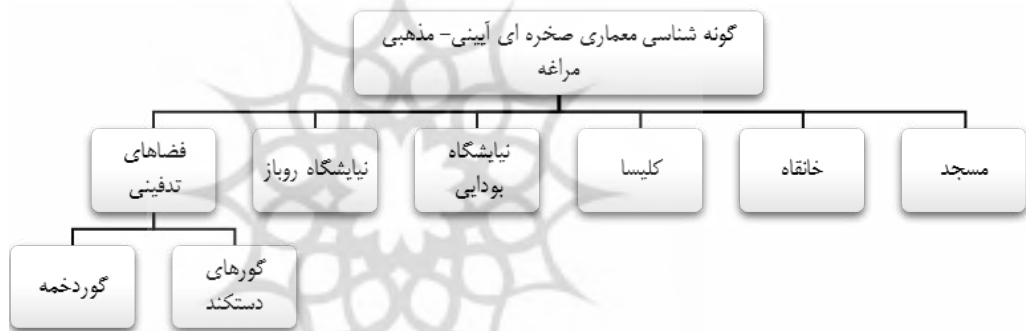 گونه شناسی معماری صخره ای آیینی- مذهبی
مراغه
مسجد
خانقاه
کلیسا
نیایشگاه
بودایی
نیایشگاه روباز
فضاهای
تدفینی
گورهای
دستکند
گوردخمه